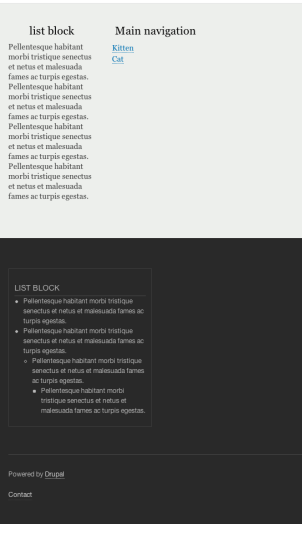 list block
Pellentesque habitant
morbi tristique senectus
et netus et malesuada
fames ac turpis egestas.
Pellentesque habitant
morbi tristique senectus
et netus et malesuada
fames ac turpis egestas.
Pellentesque habitant
morbi tristique senectus
et netus et malesuada
fames ac turpis egestas.
Pellentesque habitant
morbi tristique senectus
et netus et malesuada
fames ac turpis egestas.
Main navigation
Kitten
Cat
LIST BLOCK
Pellentesque habitant morbi tristique
senectus et netus et malesuada fames ac
turpis egestas.
Pellentesque habitant morbi tristique
senectus et netus et malesuada fames ac
turpis egestas.
Pellentesque habitant morbi tristique
senectus et netus et malesuada fames
ac turpis egestas.
Pellentesque habitant morbi
tristique senectus et netus et
malesuada fames ac turpis egestas.
Powered by Drupal
Contact